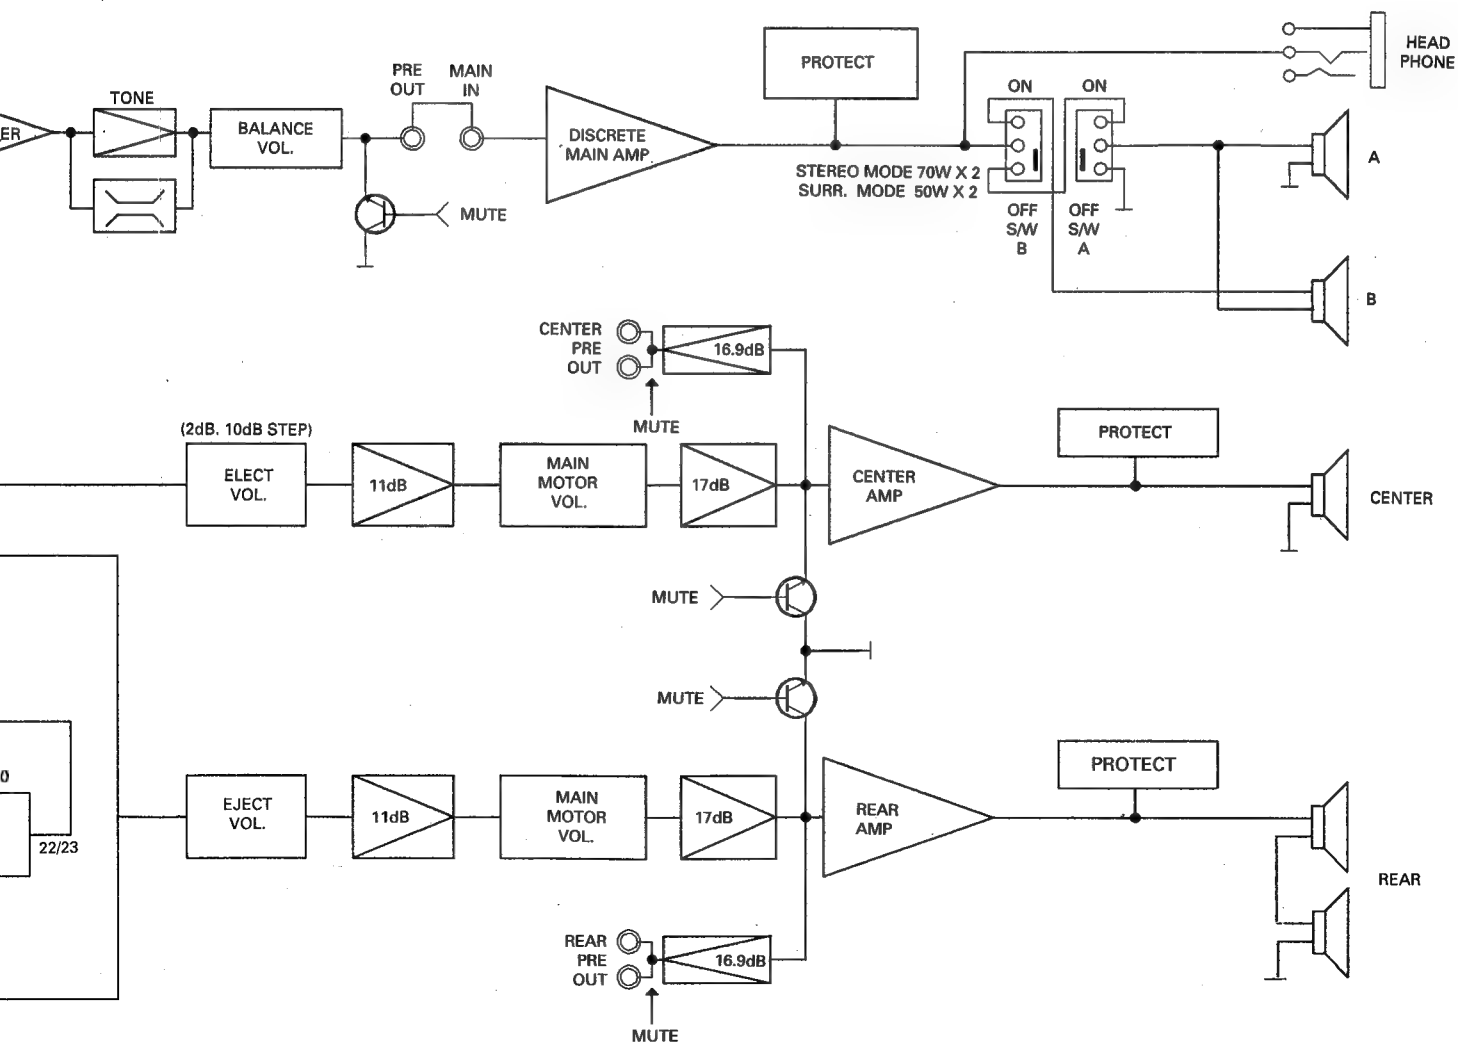 HEAD
PHONE
PROTECT
PRE
OUT
MAIN
IN
TONE
ON
ON
ER
BALANCE
VOL.
DISCRETE
MAIN AMP
A
STEREO MODE 70W X 2
SURR. MODE 50W X 2
MUTE
OFF
S/W
B
OFF
S/W
A
B
CENTER
PRE
OUT
16.9dB
MUTE
(2dB. 10dB STEP)
PROTECT
ELECT
VOL.
11dB
MAIN
MOTOR
VOL.
17dB
CENTER
AMP
CENTER
MUTE
MUTE
PROTECT
0
EJECT
VOL.
11dB
MAIN
MOTOR
VOL.
17dB
REAR
AMP
22/23
REAR
REAR
PRE
OUT
16.9dB
MUTE